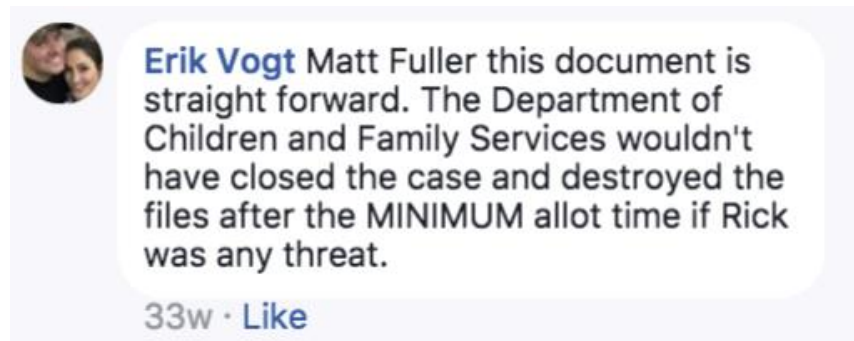 Erik Vogt Matt Fuller this document is
straight forward. The Department of
Children and Family Services wouldn't
have closed the case and destroyed the
files after the MINIMUM allot time if Rick
was any threat.
33w · Like